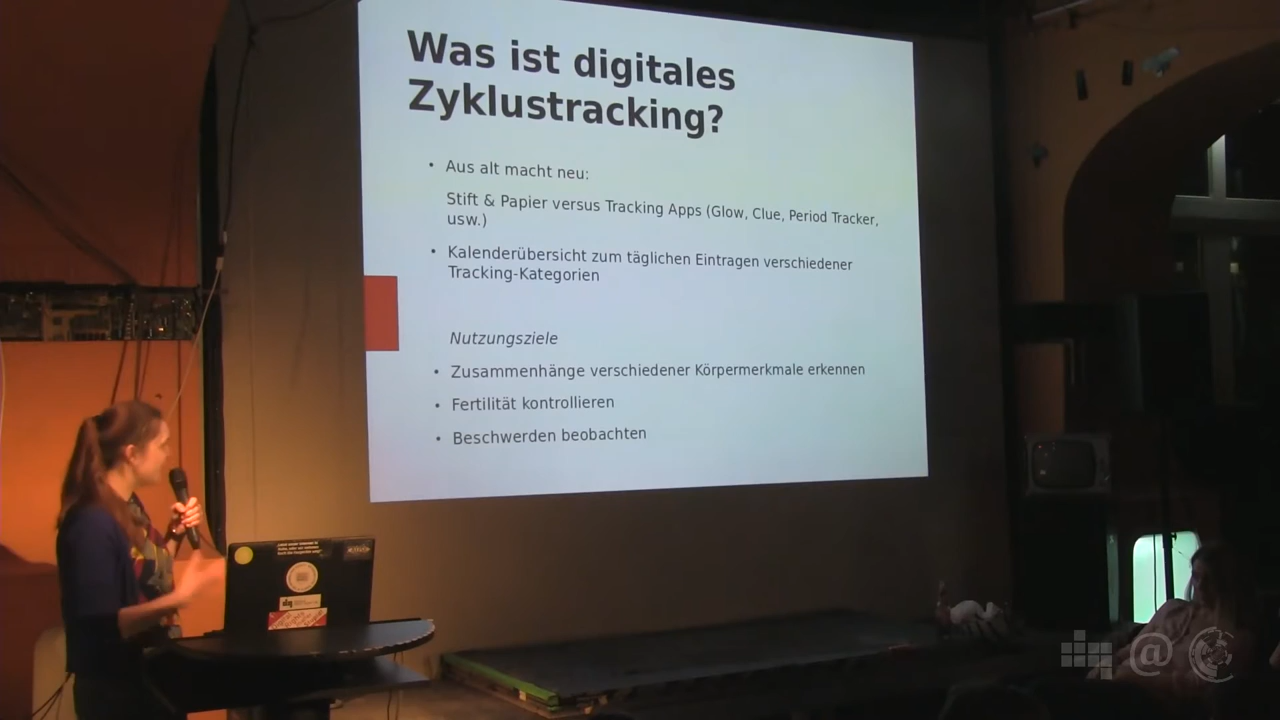 Was ist digitales
Zyklustracking?
• Aus alt macht neu:
Stift & Papier versus Tracking Apps (Glow, Clue, Period Tracker,
usw.)
• Kalenderübersicht zum täglichen Eintragen verschiedener
Tracking-Kategorien
Nutzungsziele
• Zusammenhänge verschiedener Körpermerkmale erkennen
• Fertilität kontrollieren
• Beschwerden beobachten
dg @